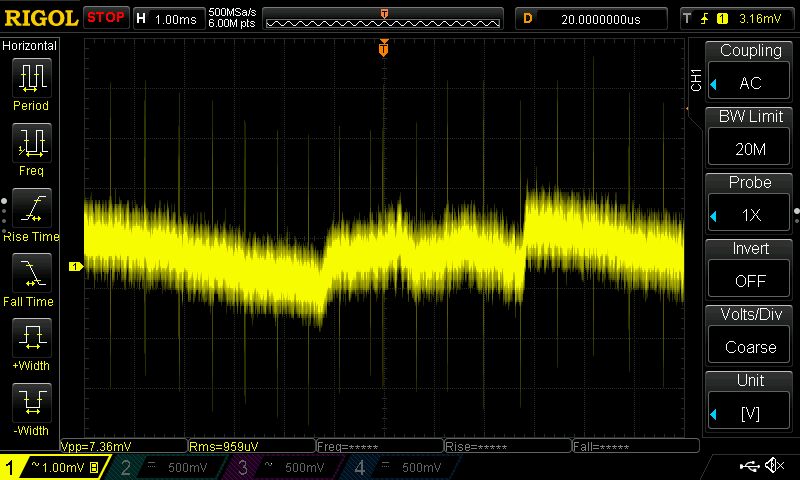 RIGOL STOP H 1.00ms 500MSa/s 6.00M pts T D 20.0000000us T 1 3.16mV
Horizontal
Period
Freq
Rise Time
Fall Time
+Width
-Width
T
1
CH1
Coupling
AC
BW Limit
20M
Probe
1X
Invert
OFF
Volts/Div
Coarse
Unit
[V]
Vpp=7.36mV Rms=959uV Freq=***** Rise=***** Fall=*****
1 ~ 1.00mV B 2 500mV 3 ~ 500mV 4 500mV